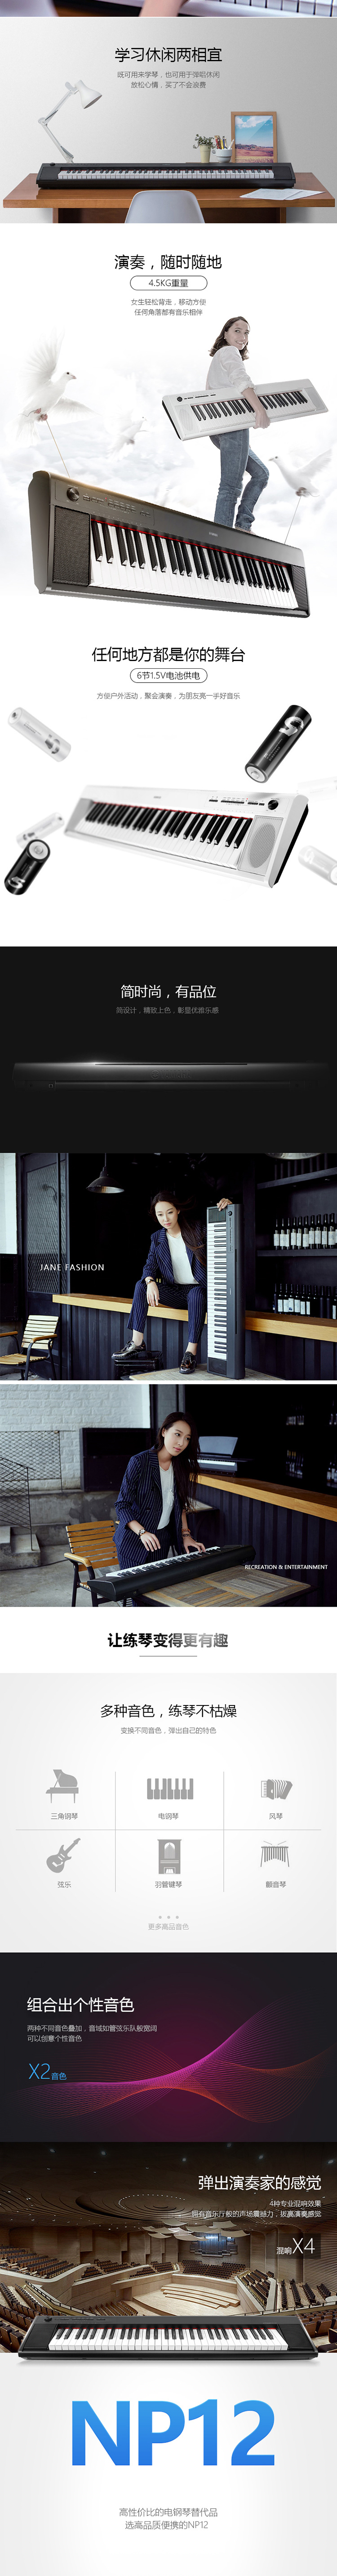 学习休闲两相宜
既可用来学琴，也可用于弹唱休闲
放松心情，买了不会浪费
演奏，随时随地
4.5KG重量
女生轻松背走，移动方便
任何角落都有音乐相伴
任何地方都是你的舞台
6节1.5V电池供电
方便户外活动，聚会演奏，为朋友亮一手好音乐
简时尚，有品位
简设计，精致上色，彰显优雅乐感
JANE FASHION
RECREATION & ENTERTAINMENT
让练琴变得更有趣
多种音色，练琴不枯燥
变换不同音色，弹出自己的特色
三角钢琴
电钢琴
风琴
弦乐
羽管键琴
颤音琴
更多高品音色
组合出个性音色
两种不同音色叠加，音域如管弦乐队般宽阔
可以创意个性音色
X2音色
弹出演奏家的感觉
4种专业混响效果
拥有音乐厅般的声场震撼力，拔高演奏感觉
混响X4
NP12
高性价比的电钢琴替代品
选高品质便携的NP12